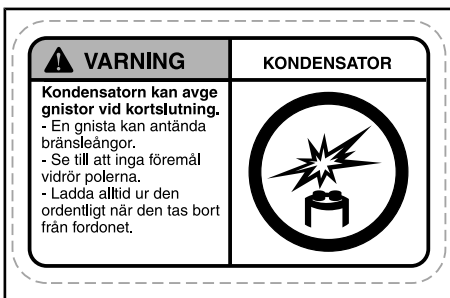 VARNING
Kondensatorn kan avge
gnistor vid kortslutning.
- En gnista kan antända
bränsleångor.
- Se till att inga föremål
vidrör polerna.
- Ladda alltid ur den
ordentligt när den tas bort
från fordonet.
KONDENSATOR